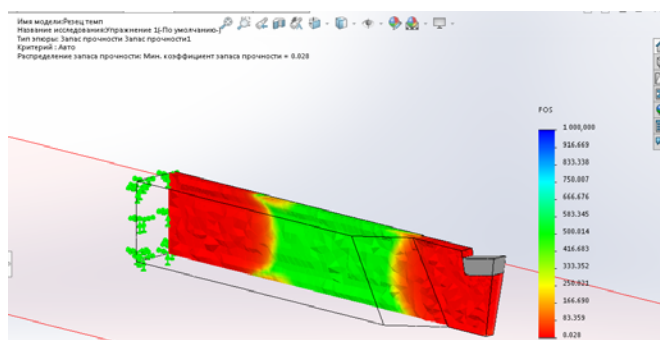 Имя модели:Резец темп
Название исследования:Упражнение 1(-По умолчанию-)
Тип эпюры: Запас прочности Запас прочности1
Критерий : Авто
Распределение запаса прочности: Мин. коэффициент запаса прочности = 0.028
FOS
1 000,000
916.669
833.338
750.007
666.676
583.345
500.014
416.683
333.352
250.021
166.690
83.359
0.028